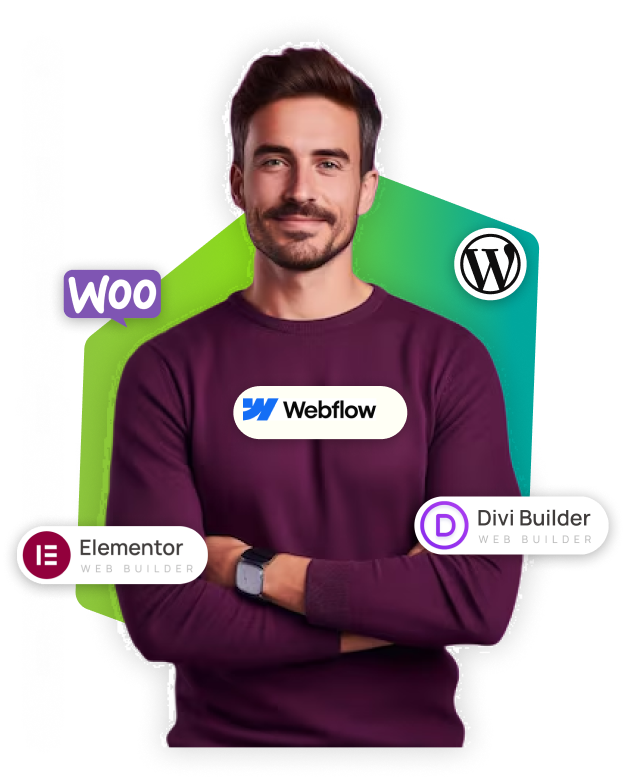 W
Woo
Webflow
D
Divi Builder
WEB BUILDER
Elementor
WEB BUILDER